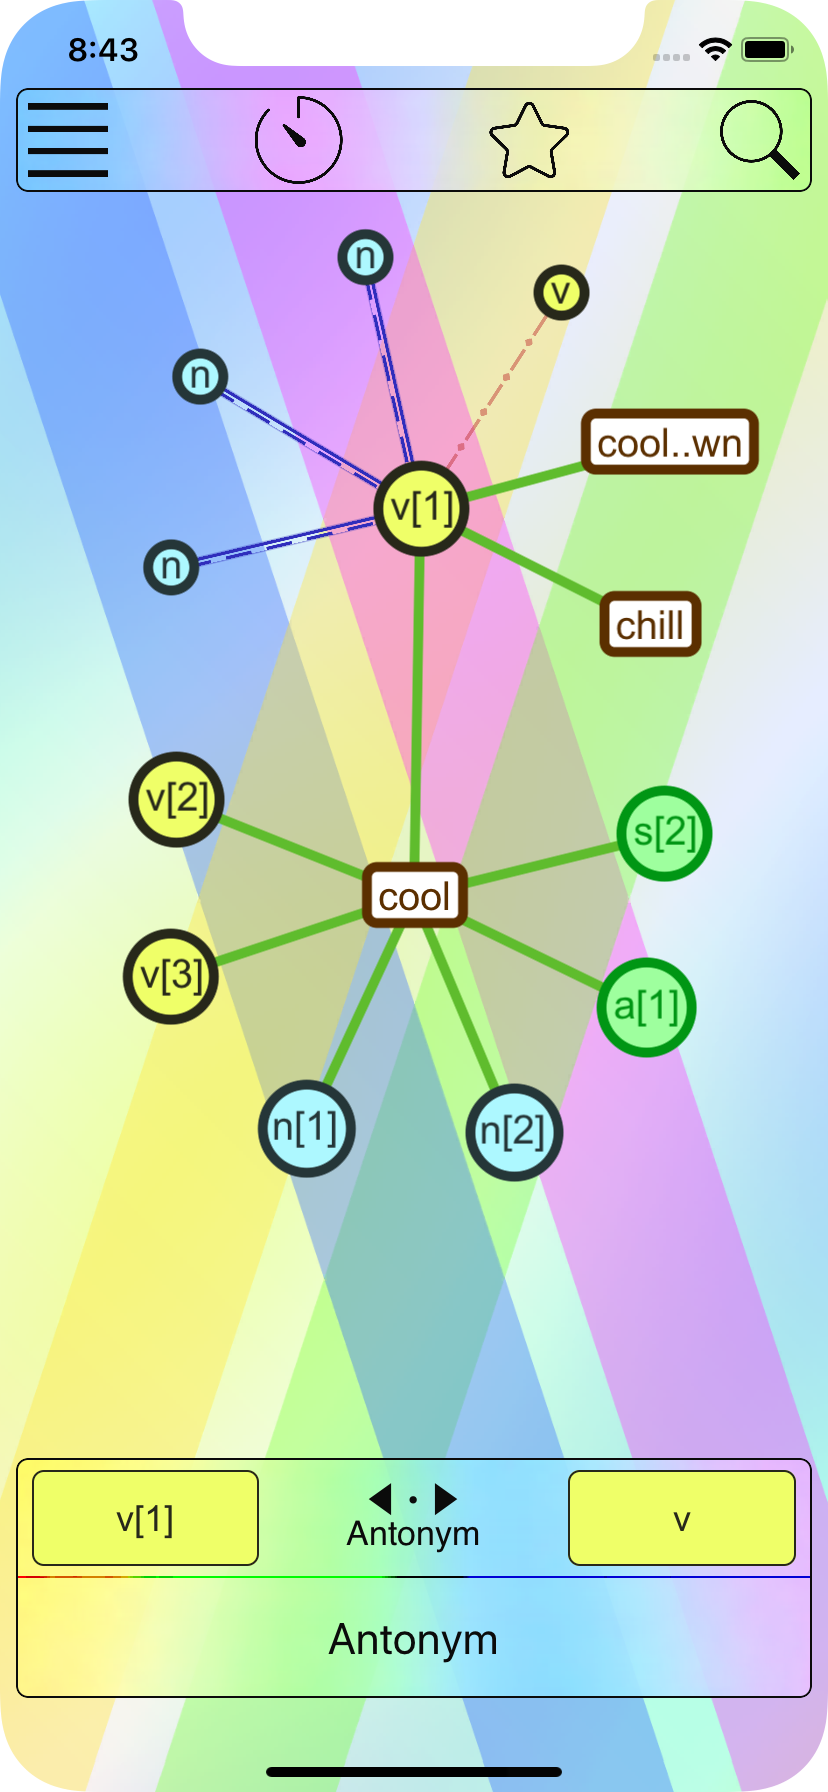 8:43
n
v
n
cool..wn
v[1]
n
chill
v[2]
s[2]
cool
v[3]
a[1]
n[1]
n[2]
v[1]
Antonym
v
Antonym